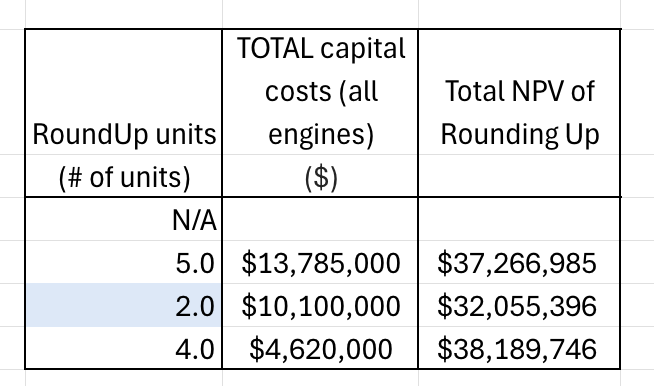 RoundUp units (# of units) | TOTAL capital costs (all engines) ($) | Total NPV of Rounding Up
N/A
5.0 $13,785,000 $37,266,985
2.0 $10,100,000 $32,055,396
4.0 $4,620,000 $38,189,746